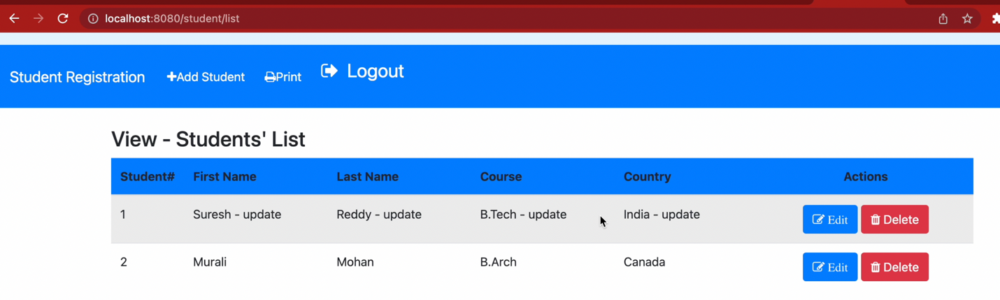 localhost:8080/student/list
Student Registration Add Student Print Logout
View - Students' List
Student# First Name Last Name Course Country Actions
1 Suresh - update Reddy - update B.Tech - update India - update Edit Delete
2 Murali Mohan B.Arch Canada Edit Delete